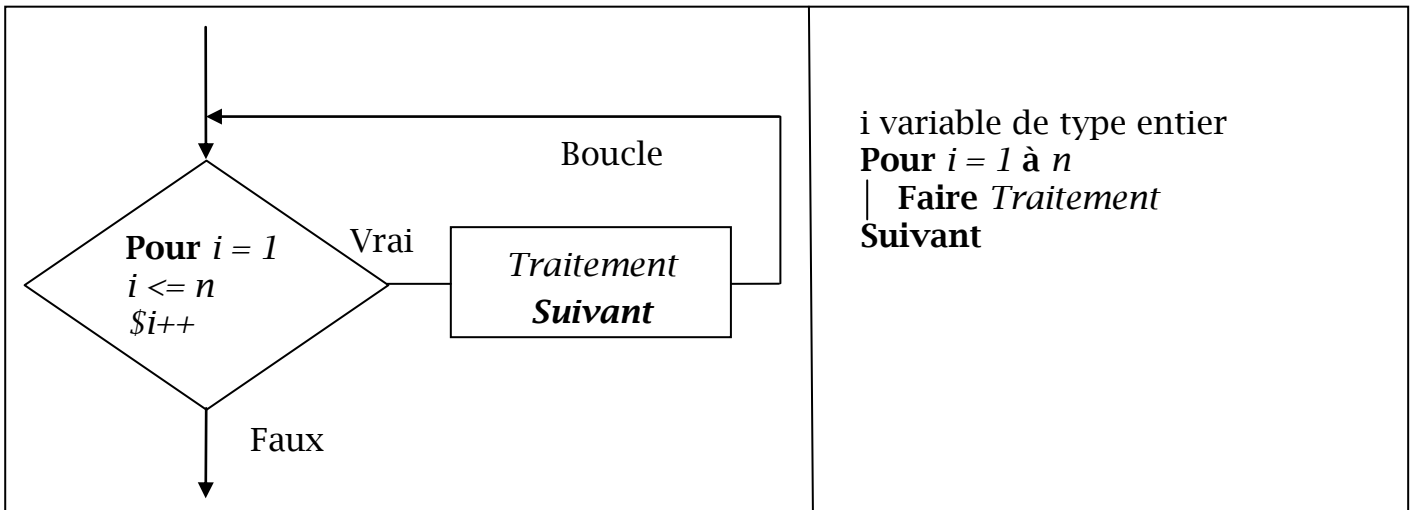 Boucle
Pour i = 1
i <= n
$i++
Vrai
Traitement
Suivant
Faux
i variable de type entier
Pour i = 1 à n
Faire Traitement
Suivant